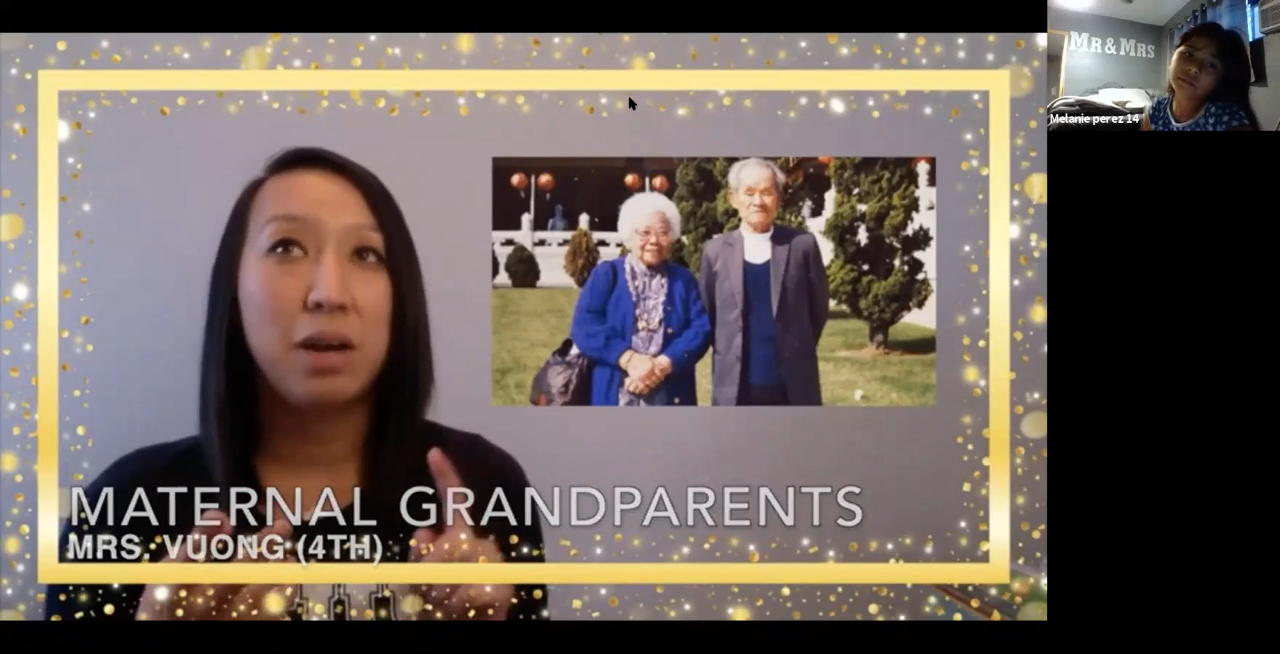 MATERNAL GRANDPARENTS
MRS. VUONG (4TH)
MR & MRS
Melanie perez 14